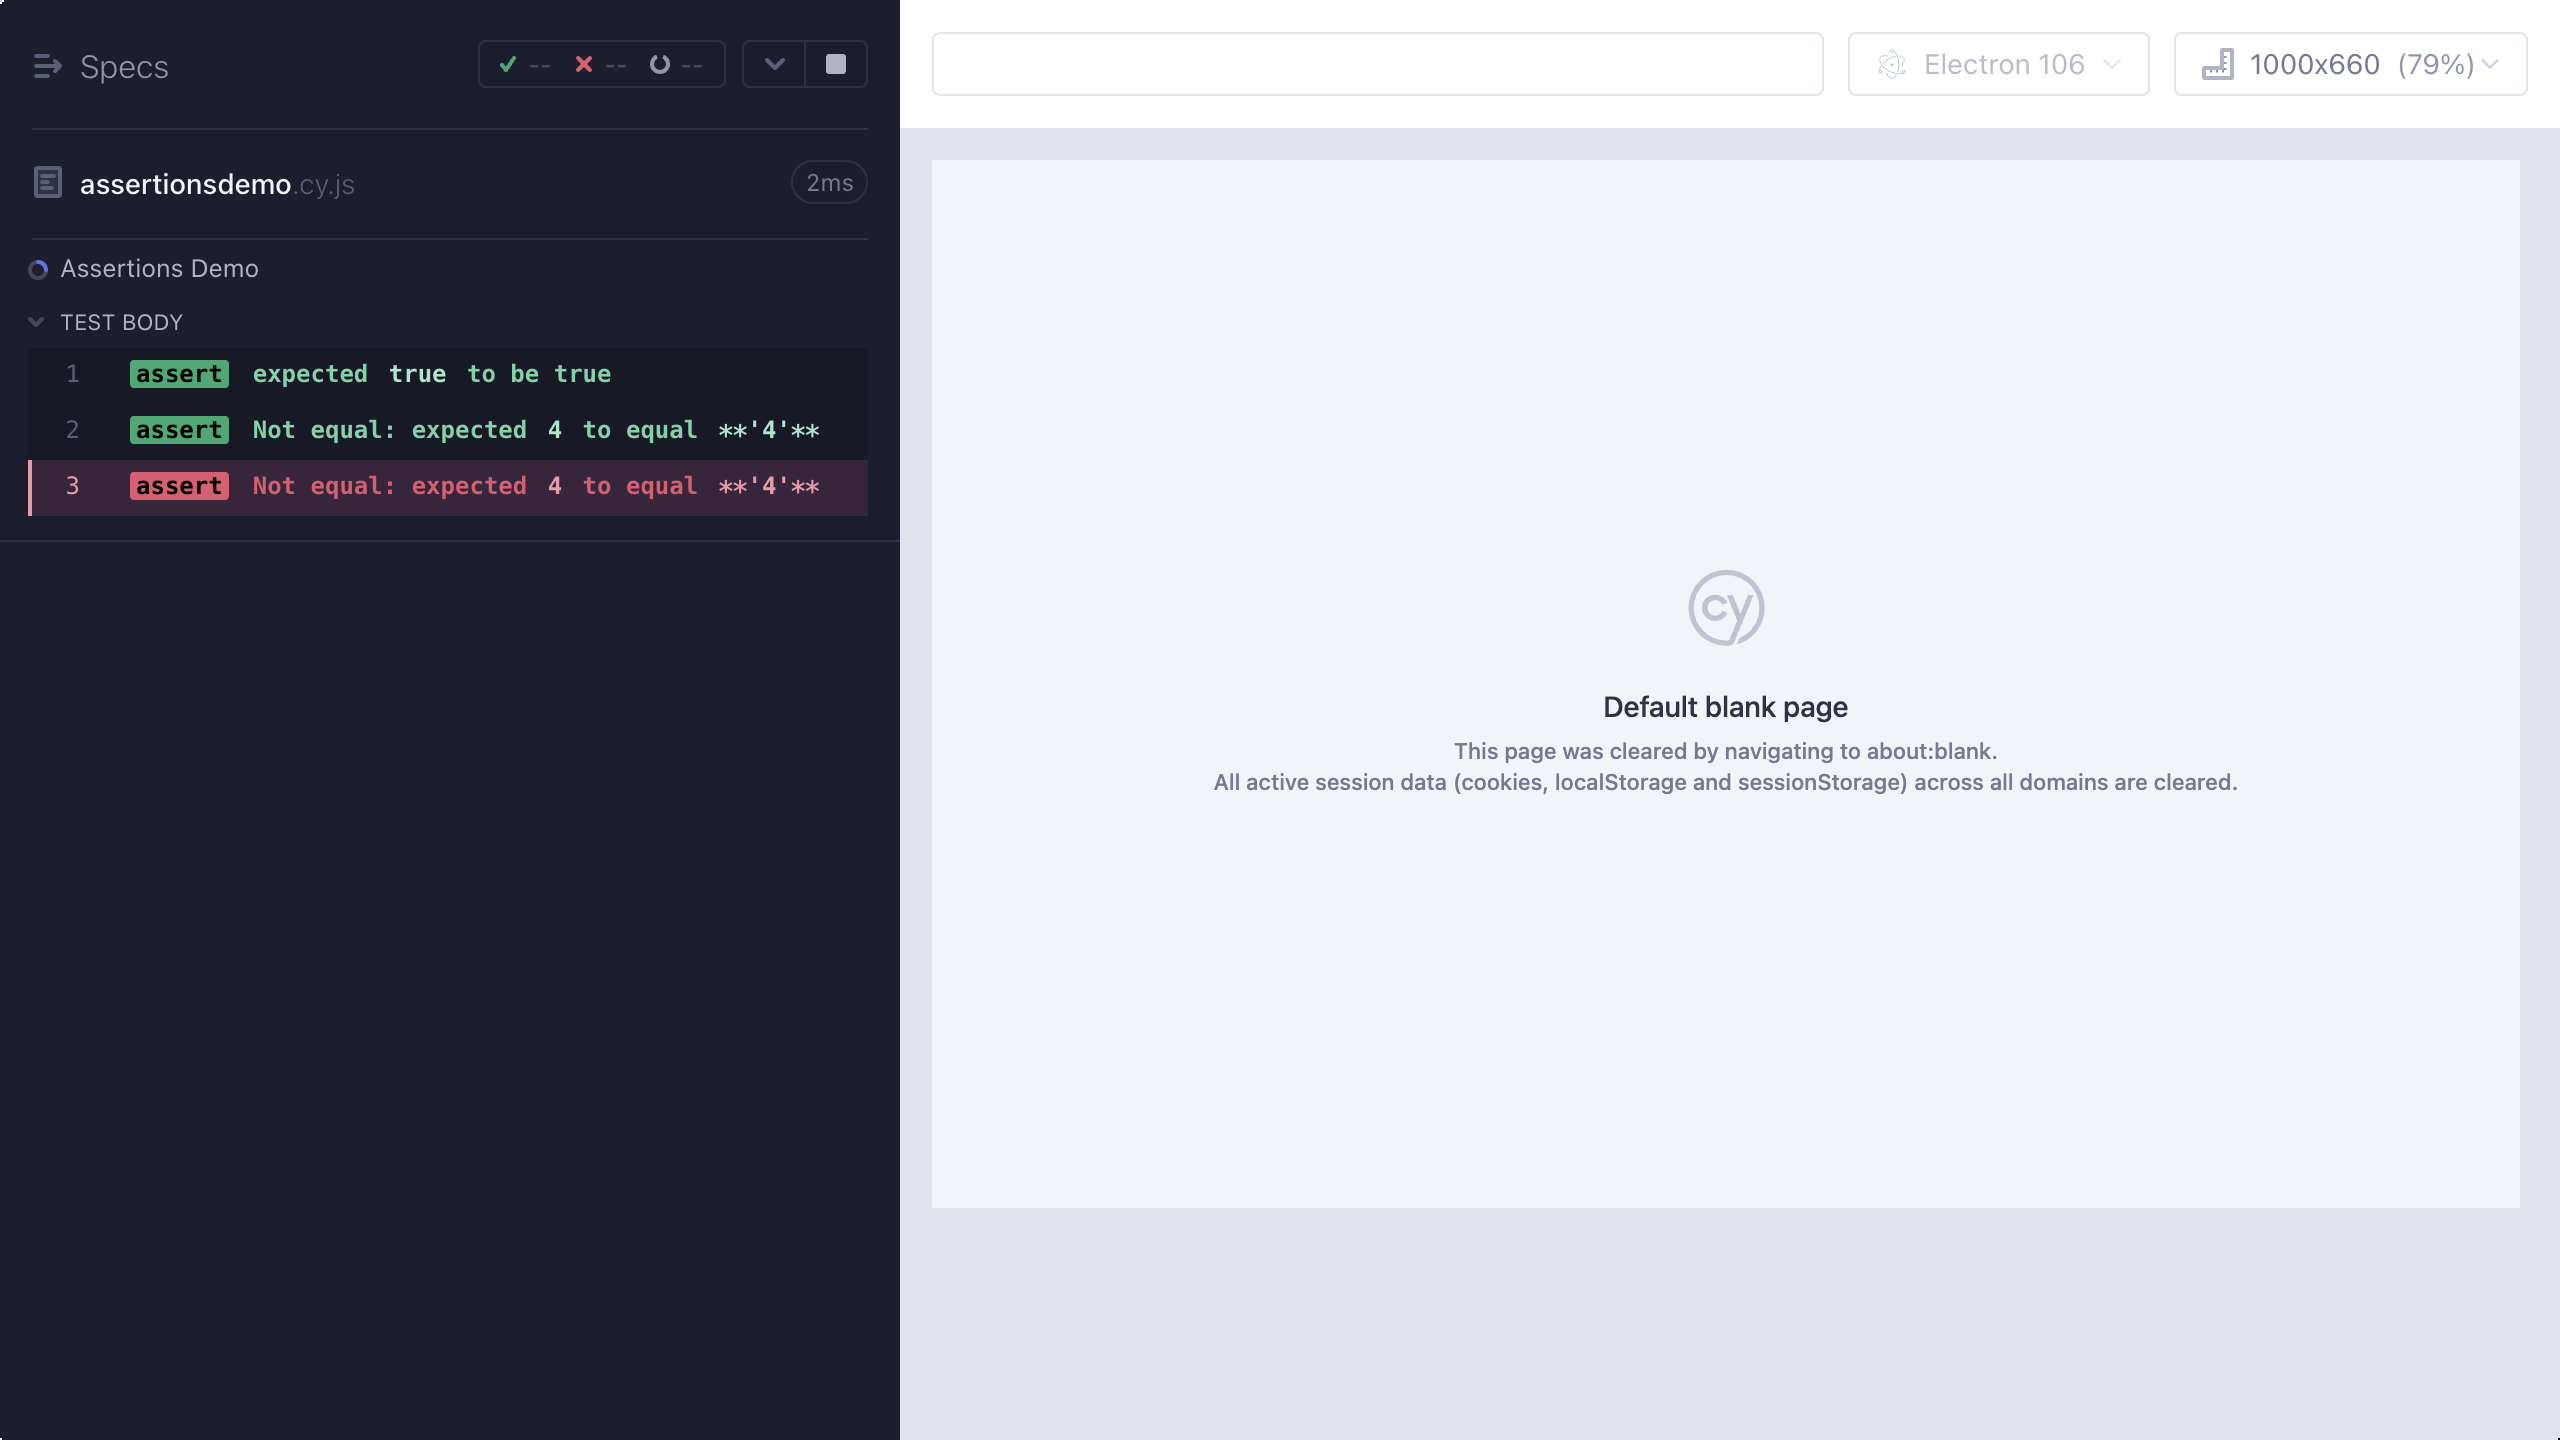 Specs
-- -- --
Electron 106
1000x660 (79%)
assertionsdemo.cy.js
2ms
Assertions Demo
TEST BODY
1 assert expected true to be true
2 assert Not equal: expected 4 to equal **'4'**
3 assert Not equal: expected 4 to equal **'4'**
cy
Default blank page
This page was cleared by navigating to about:blank.
All active session data (cookies, localStorage and sessionStorage) across all domains are cleared.